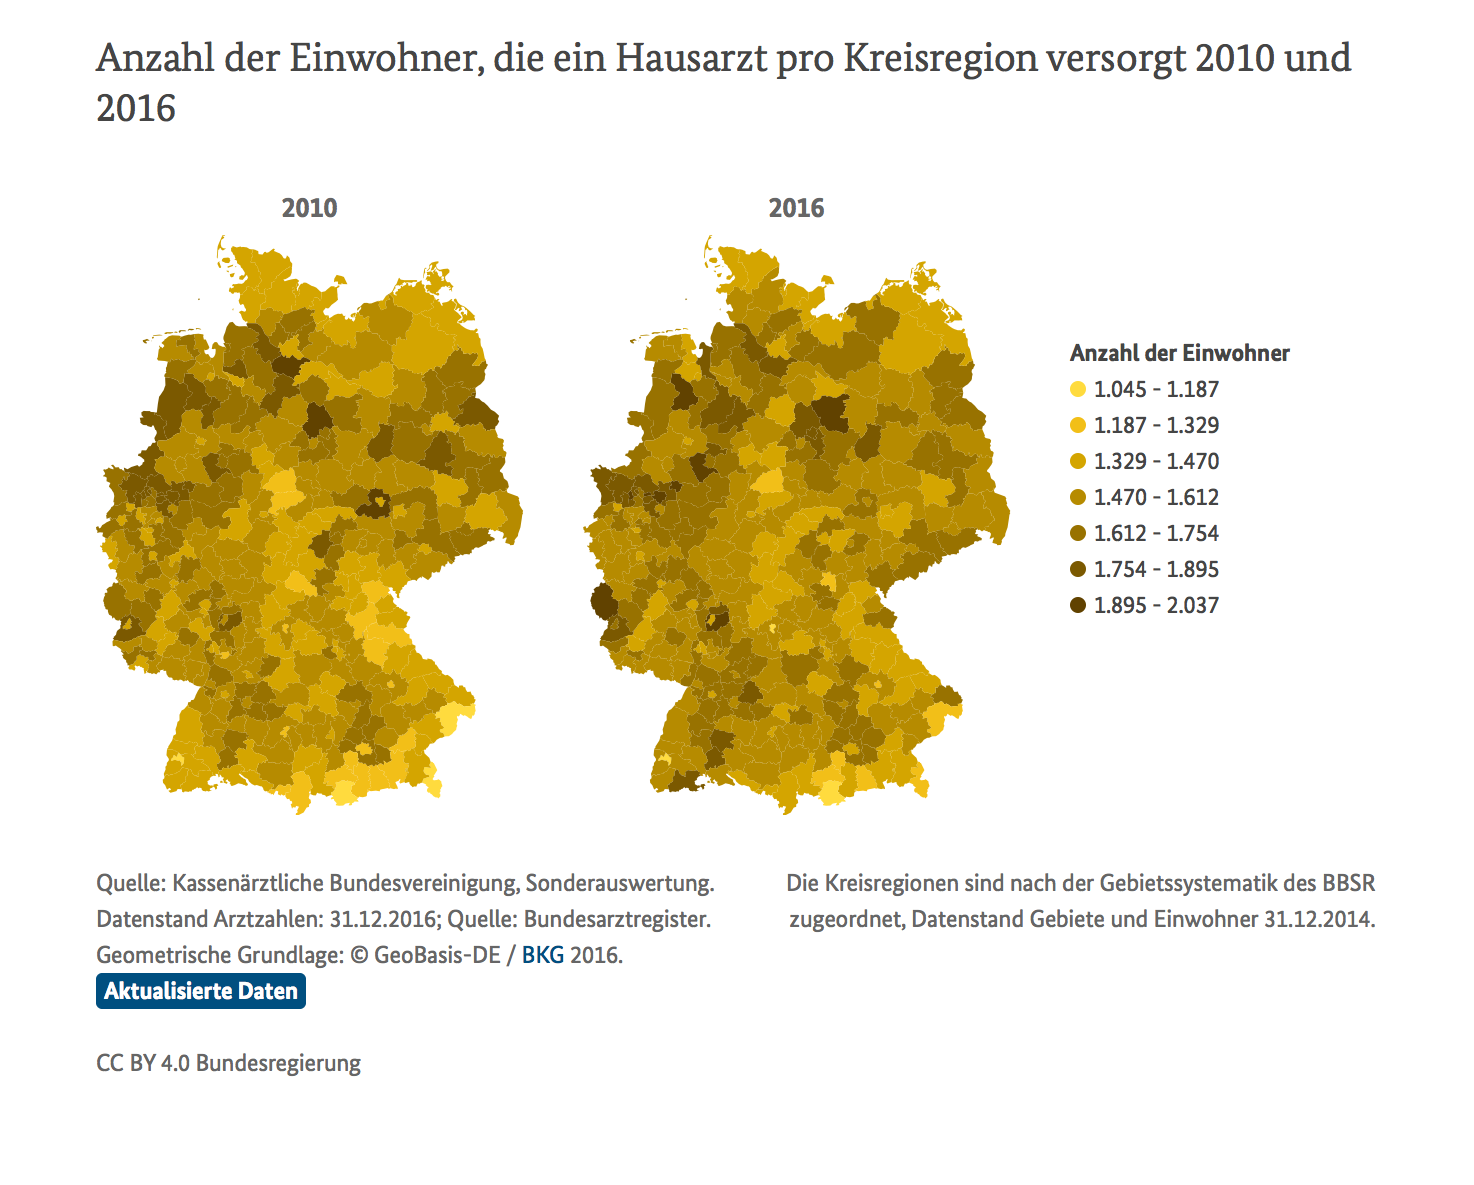 Anzahl der Einwohner, die ein Hausarzt pro Kreisregion versorgt 2010 und
2016
2010
2016
Anzahl der Einwohner
1.045 - 1.187
1.187 - 1.329
1.329 - 1.470
1.470 - 1.612
1.612 - 1.754
1.754 - 1.895
1.895 - 2.037
Quelle: Kassenärztliche Bundesvereinigung, Sonderauswertung.
Datenstand Arztzahlen: 31.12.2016; Quelle: Bundesarztregister.
Geometrische Grundlage: © GeoBasis-DE / BKG 2016.
Aktualisierte Daten
Die Kreisregionen sind nach der Gebietssystematik des BBSR
zugeordnet, Datenstand Gebiete und Einwohner 31.12.2014.
CC BY 4.0 Bundesregierung